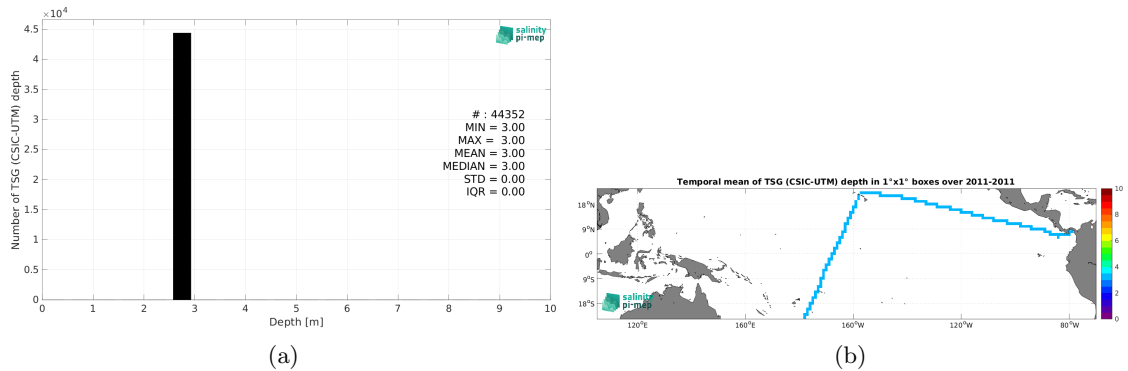 ×10⁴
4.5
4
3.5
3
2.5
2
1.5
1
0.5
0
Number of TSG (CSIC-UTM) depth
salinity
pi-mep
# : 44352
MIN = 3.00
MAX = 3.00
MEAN = 3.00
MEDIAN = 3.00
STD = 0.00
IQR = 0.00
0 1 2 3 4 5 6 7 8 9 10
Depth [m]
(a)
Temporal mean of TSG (CSIC-UTM) depth in 1°x1° boxes over 2011-2011
18°N
9°N
0°
9°S
18°S
salinity
pi-mep
120°E 160°E 160°W 120°W 80°W
10
8
6
4
2
0
(b)